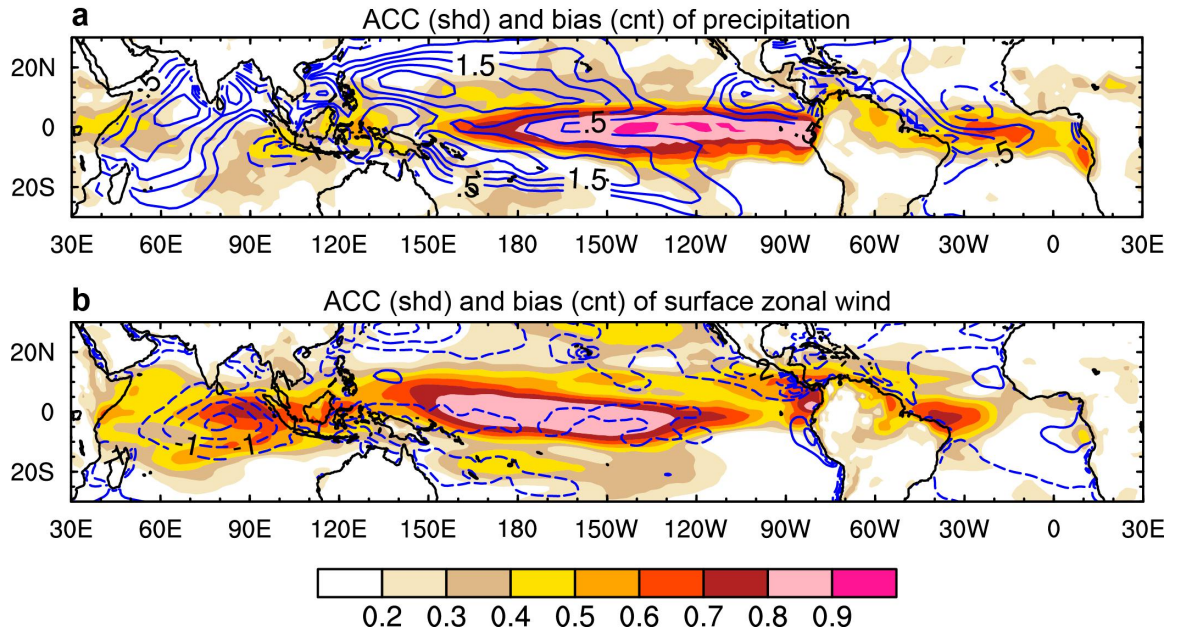 a
ACC (shd) and bias (cnt) of precipitation
20N
0
20S
.5
1.5
.5
.5
1.5
.5
30E 60E 90E 120E 150E 180 150W 120W 90W 60W 30W 0 30E
b
ACC (shd) and bias (cnt) of surface zonal wind
20N
0
20S
-1
-1
30E 60E 90E 120E 150E 180 150W 120W 90W 60W 30W 0 30E
0.2 0.3 0.4 0.5 0.6 0.7 0.8 0.9